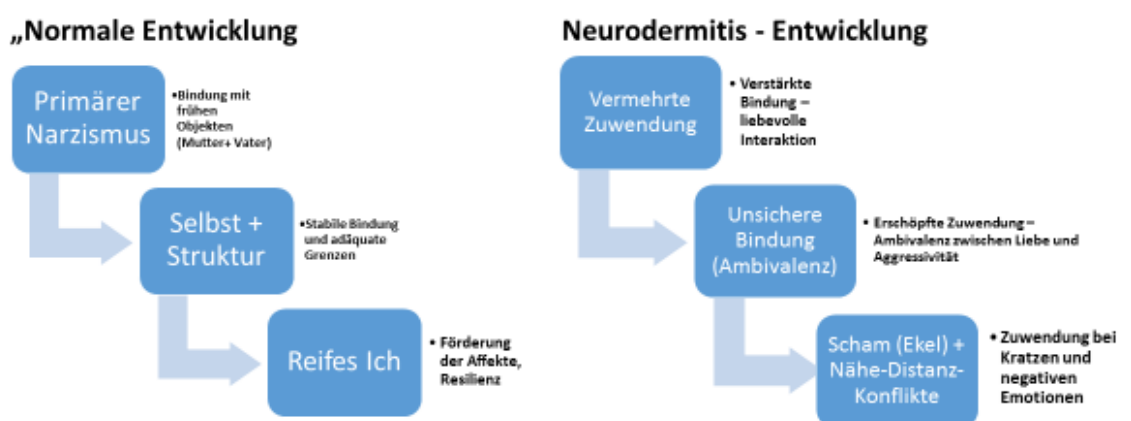 „Normale Entwicklung
Primärer
Narzismus
•Bindung mit
frühen
Objekten
(Mutter+ Vater)
Selbst +
Struktur
•Stabile Bindung
und adäquate
Grenzen
Reifes Ich
• Förderung
der Affekte,
Resilienz
Neurodermitis - Entwicklung
Vermehrte
Zuwendung
• Verstärkte
Bindung –
liebevolle
Interaktion
Unsichere
Bindung
(Ambivalenz)
• Erschöpfte Zuwendung –
Ambivalenz zwischen Liebe und
Aggressivität
Scham (Ekel) +
Nähe-Distanz-
Konflikte
• Zuwendung bei
Kratzen und
negativen
Emotionen